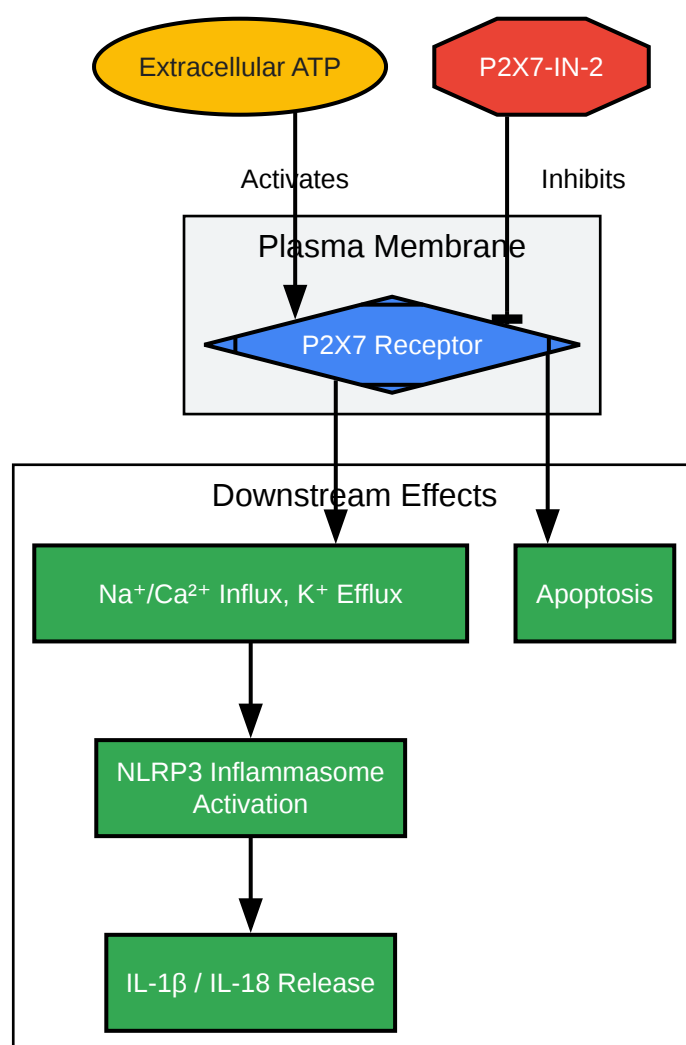 Extracellular ATP
P2X7-IN-2
Activates
Inhibits
Plasma Membrane
P2X7 Receptor
Downstream Effects
Na⁺/Ca²⁺ Influx, K⁺ Efflux
Apoptosis
NLRP3 Inflammasome
Activation
IL-1β / IL-18 Release